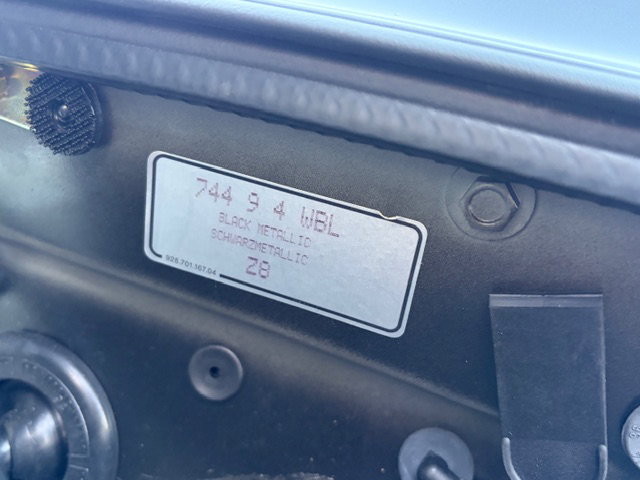 744 9 4 WBL
BLACK METALLIC
SCHWARZMETALLIC
Z8
928.701.167.04